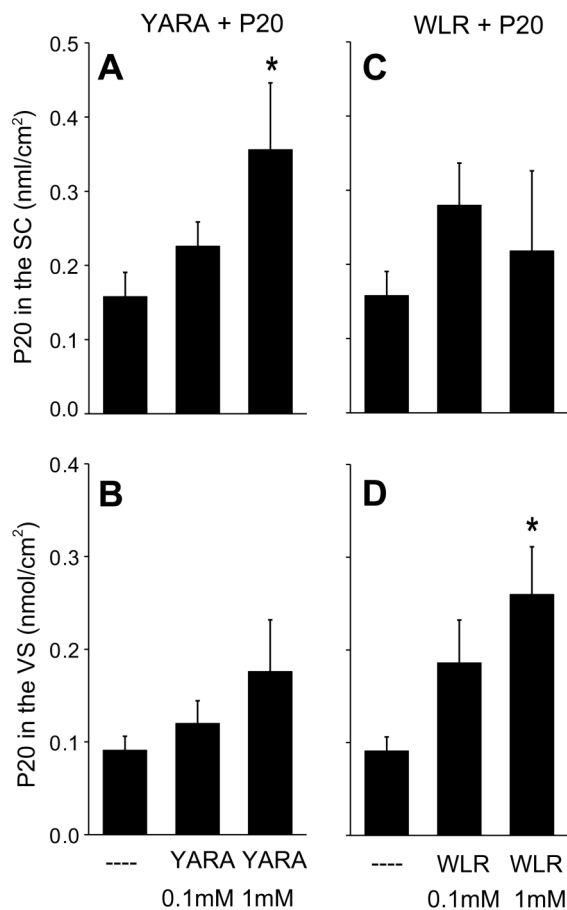 YARA + P20
WLR + P20
A
*
C
P20 in the SC (nml/cm²)
0.5
0.4
0.3
0.2
0.1
0.0
B
D
*
P20 in the VS (nmol/cm²)
0.4
0.3
0.2
0.1
0.0
---- YARA YARA
0.1mM 1mM
---- WLR WLR
0.1mM 1mM